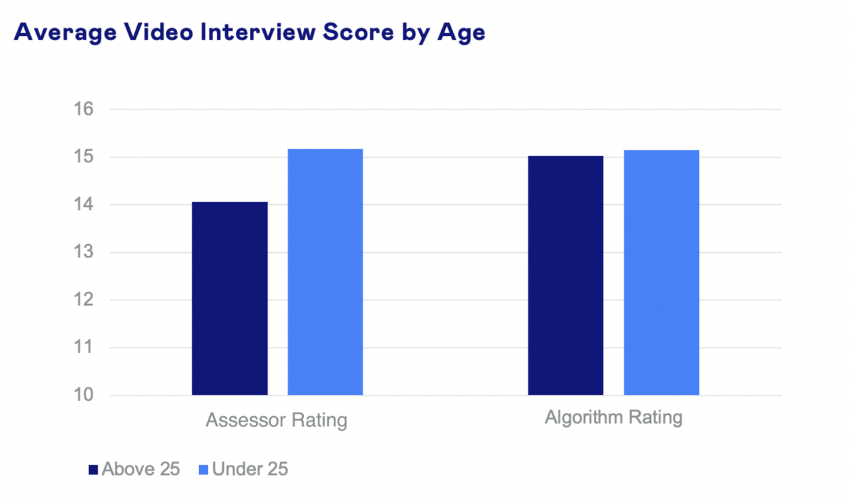 Average Video Interview Score by Age
16
15
14
13
12
11
10
Assessor Rating
Algorithm Rating
Above 25 Under 25